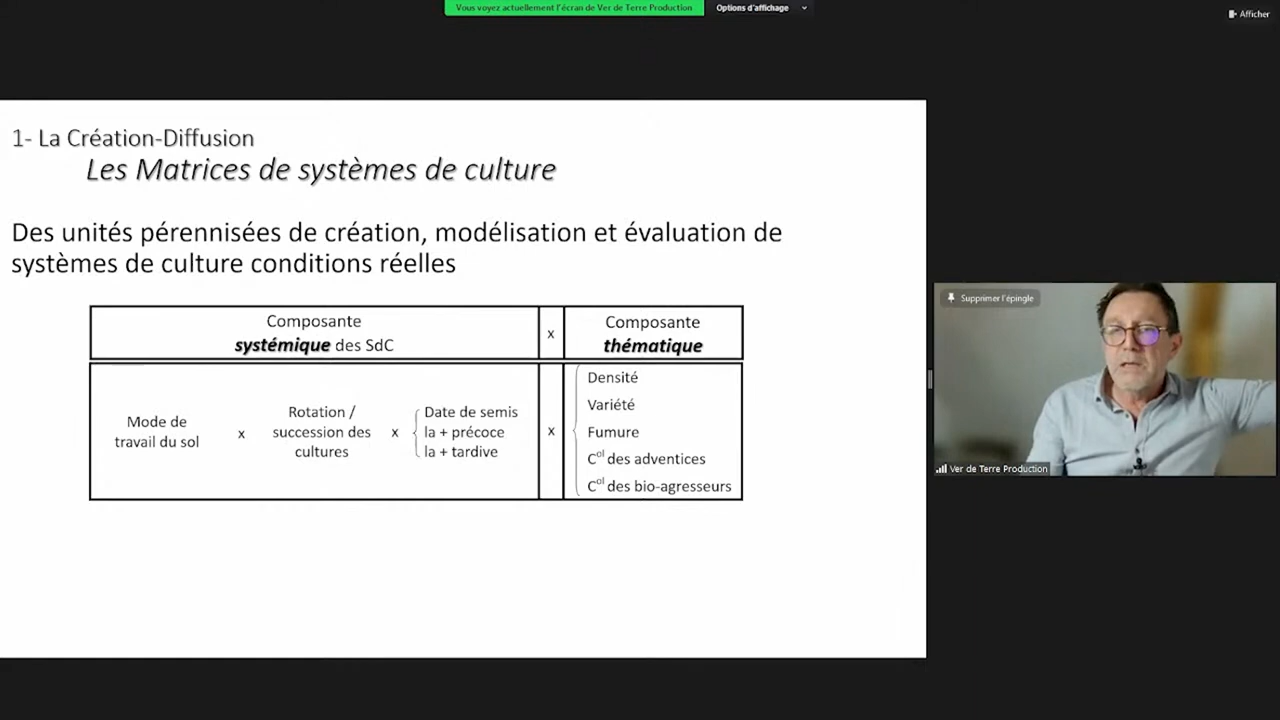 Vous voyez actuellement l'écran de Ver de Terre Production
Options d'affichage
Afficher
1- La Création-Diffusion
Les Matrices de systèmes de culture
Des unités pérennisées de création, modélisation et évaluation de
systèmes de culture conditions réelles
Composante
systémique des SdC
x
Composante
thématique
Mode de
travail du sol
x
Rotation /
succession des
cultures
x
Date de semis
la + précoce
la + tardive
x
Densité
Variété
Fumure
Col des adventices
Col des bio-agresseurs
Supprimer l'épingle
Ver de Terre Production